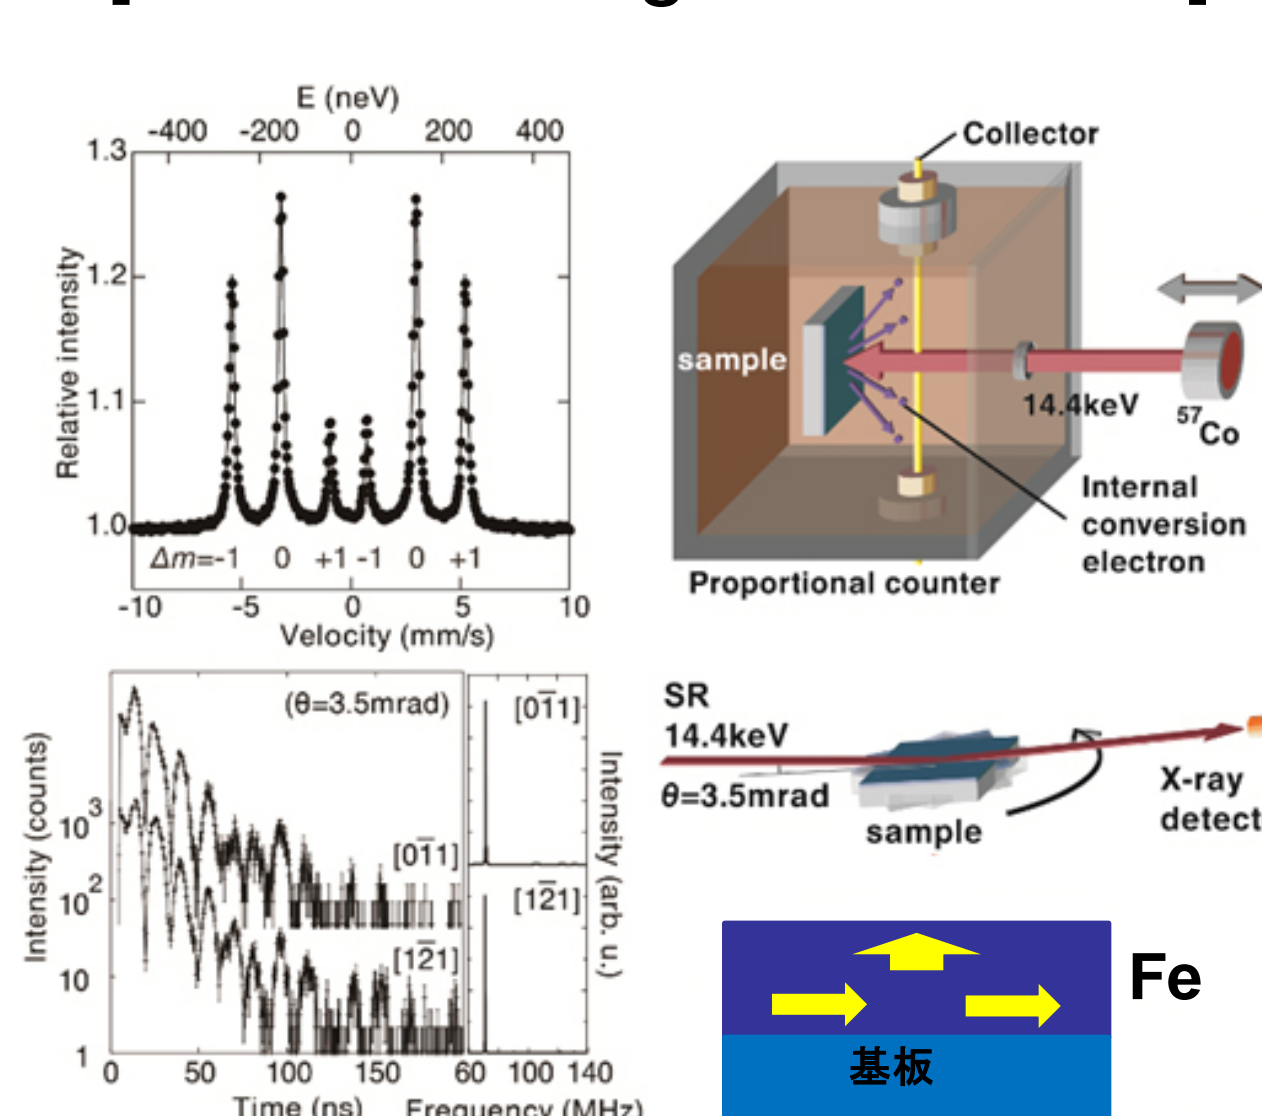 E (neV)
-400 -200 0 200 400
1.3
1.2
1.1
1.0
Relative intensity
Δm=-1 0 +1 -1 0 +1
-10 -5 0 5 10
Velocity (mm/s)
Collector
sample
14.4keV
57Co
Internal
conversion
electron
Proportional counter
(θ=3.5mrad)
[01̅1]
[12̅1]
[01̅1]
[12̅1]
Intensity (counts)
10³
10²
10
1
0 50 100 150
Time (ns)
Intensity (arb. u.)
60 100 140
Frequency (MHz)
SR
14.4keV
θ=3.5mrad
sample
X-ray
detect
Fe
基板